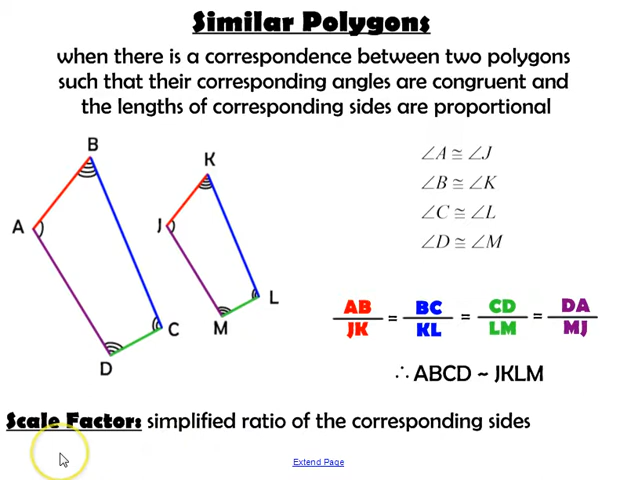 Similar Polygons
when there is a correspondence between two polygons
such that their corresponding angles are congruent and
the lengths of corresponding sides are proportional
B
K
A
J
L
C
M
D
∠A ≅ ∠J
∠B ≅ ∠K
∠C ≅ ∠L
∠D ≅ ∠M
AB/JK = BC/KL = CD/LM = DA/MJ
∴ ABCD ~ JKLM
Scale Factor: simplified ratio of the corresponding sides
Extend Page